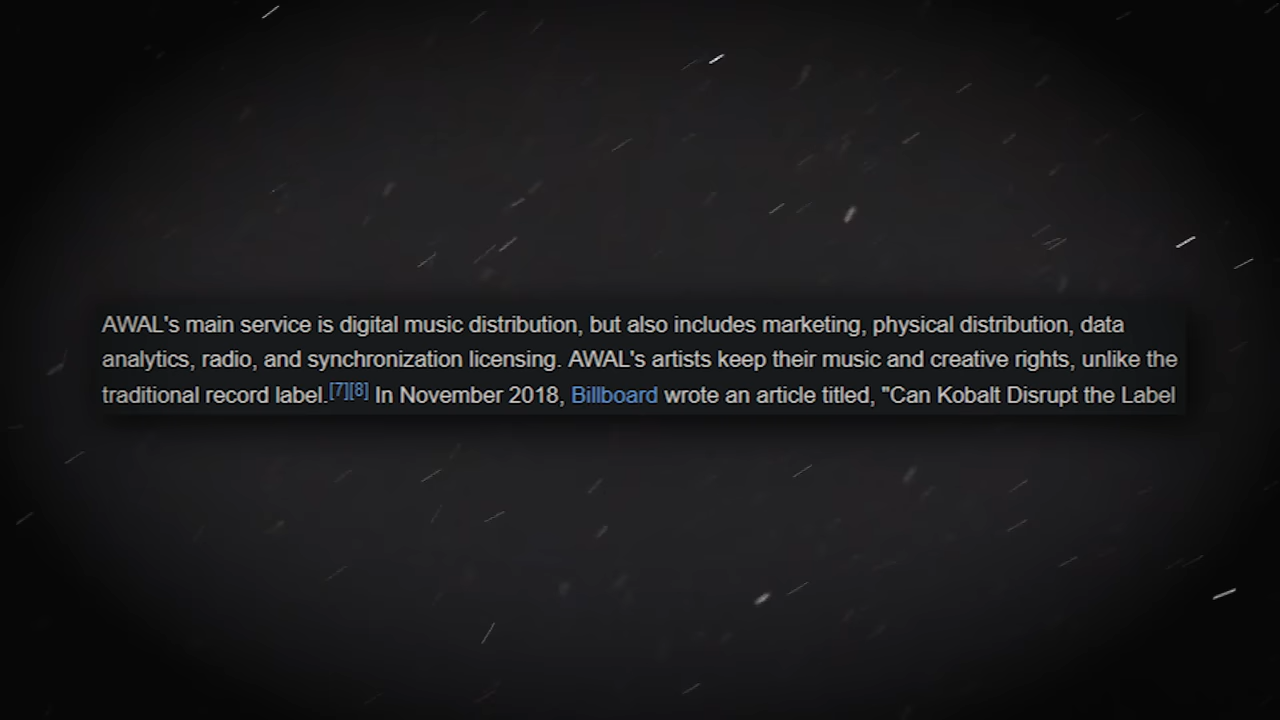 AWAL's main service is digital music distribution, but also includes marketing, physical distribution, data
analytics, radio, and synchronization licensing. AWAL's artists keep their music and creative rights, unlike the
traditional record label.[7][8] In November 2018, Billboard wrote an article titled, "Can Kobalt Disrupt the Label